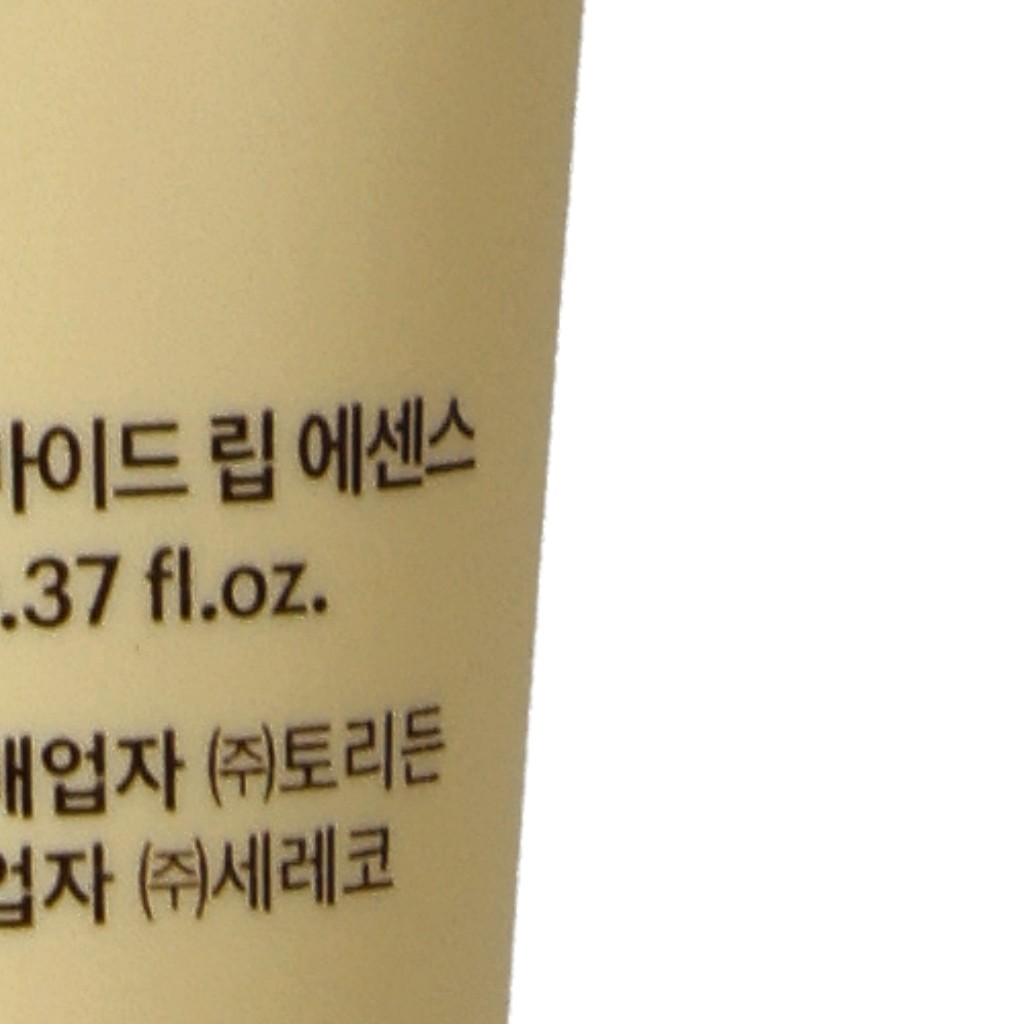 마이드 립 에센스
.37 fl.oz.
매업자 ㈜토리든
업자 ㈜세레코